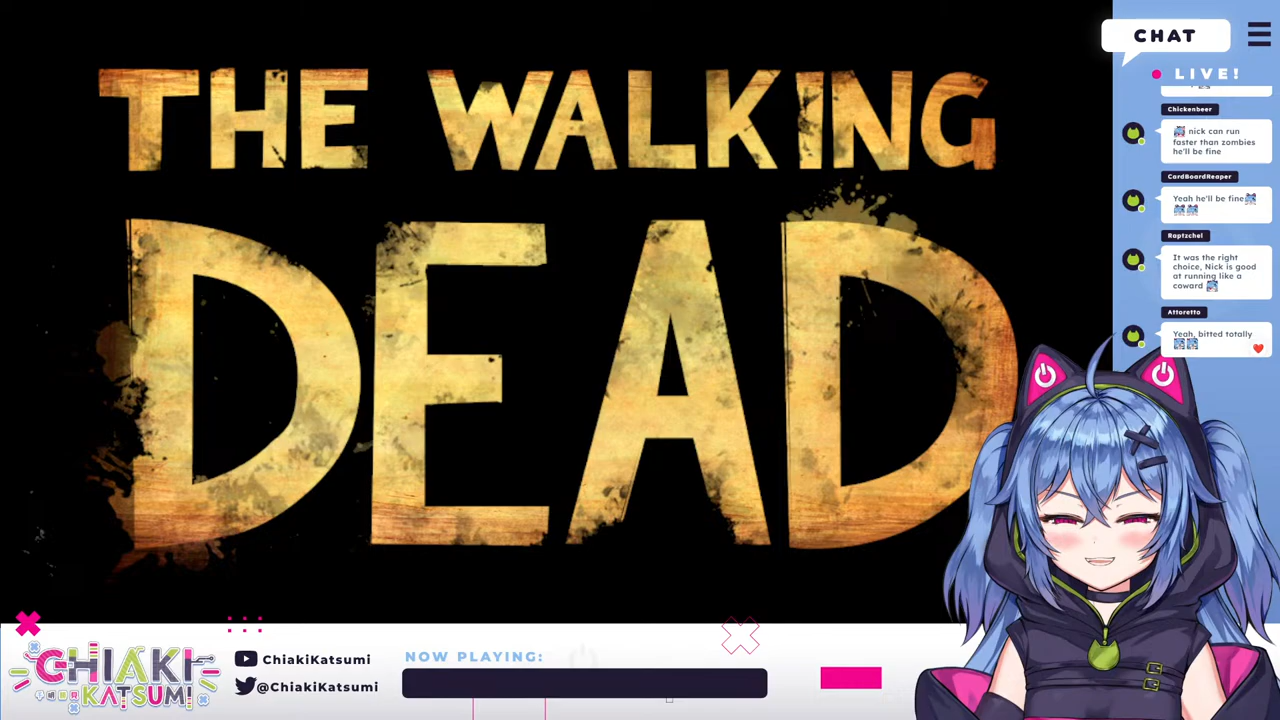 THE WALKING
DEAD
CHAT
LIVE!
Chickenbeer
nick can run
faster than zombies
he'll be fine
CardBoardReaper
Yeah he'll be fine
Raptzchel
It was the right
choice, Nick is good
at running like a
coward
Attoretto
Yeah, bitted totally
CHIAKI
KATSUMI
ChiakiKatsumi
@ChiakiKatsumi
NOW PLAYING: